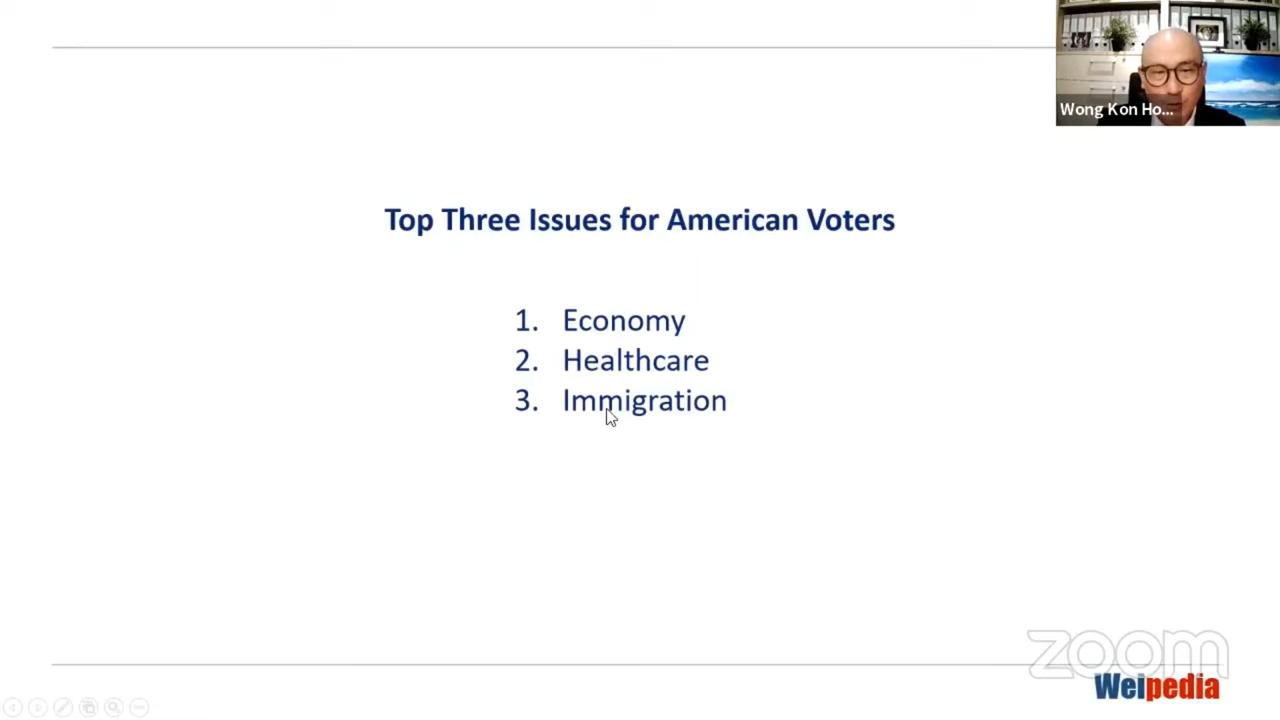 Wong Kon Ho...
Top Three Issues for American Voters
1. Economy
2. Healthcare
3. Immigration
zoom
Weipedia